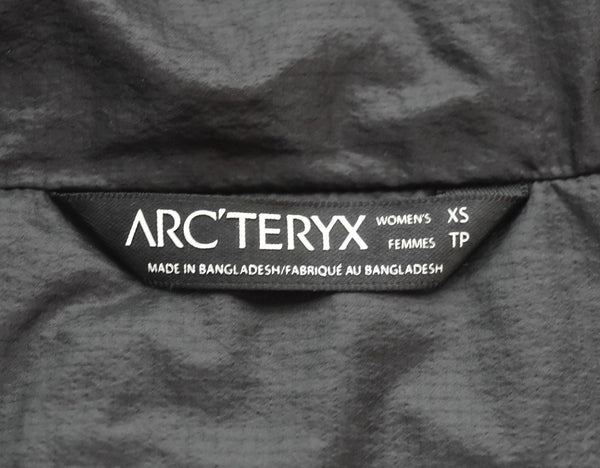 ARC'TERYX WOMEN'S XS
FEMMES TP
MADE IN BANGLADESH/FABRIQUÉ AU BANGLADESH